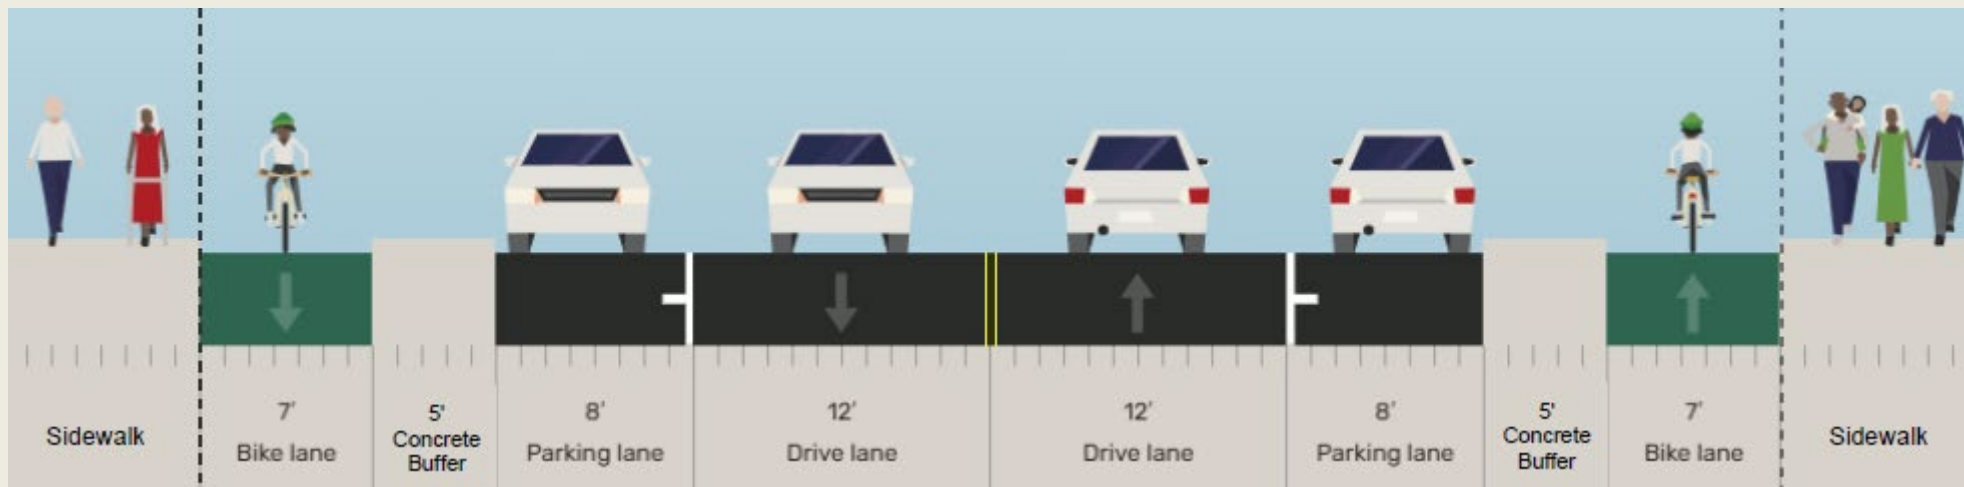 Sidewalk
7′
Bike lane
5'
Concrete
Buffer
8′
Parking lane
12′
Drive lane
12′
Drive lane
8′
Parking lane
5'
Concrete
Buffer
7′
Bike lane
Sidewalk